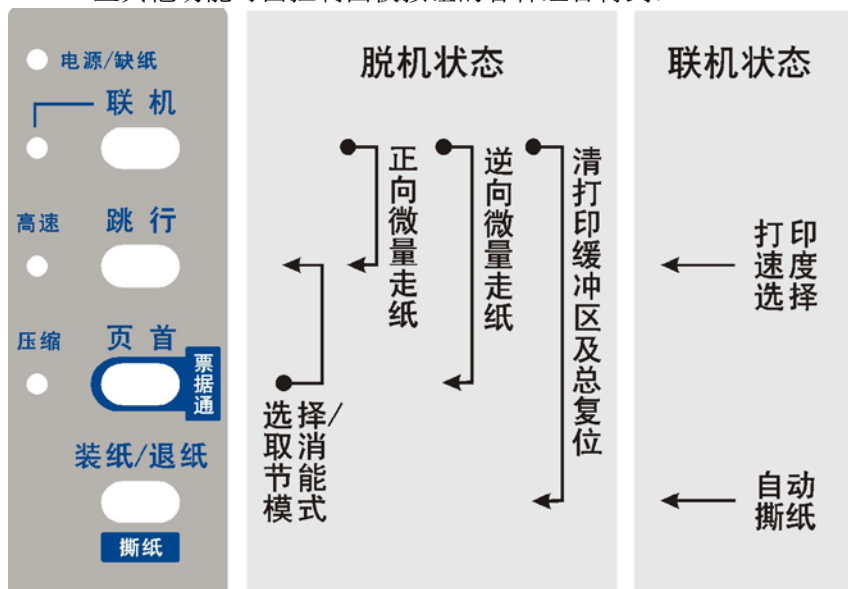 电源/缺纸
联机
高速
跳行
压缩
页首
票据通
装纸/退纸
撕纸
脱机状态
正向微量走纸
逆向微量走纸
清打印缓冲区及总复位
选择/
取消
节能
模式
联机状态
打印
速度
选择
自动
撕纸